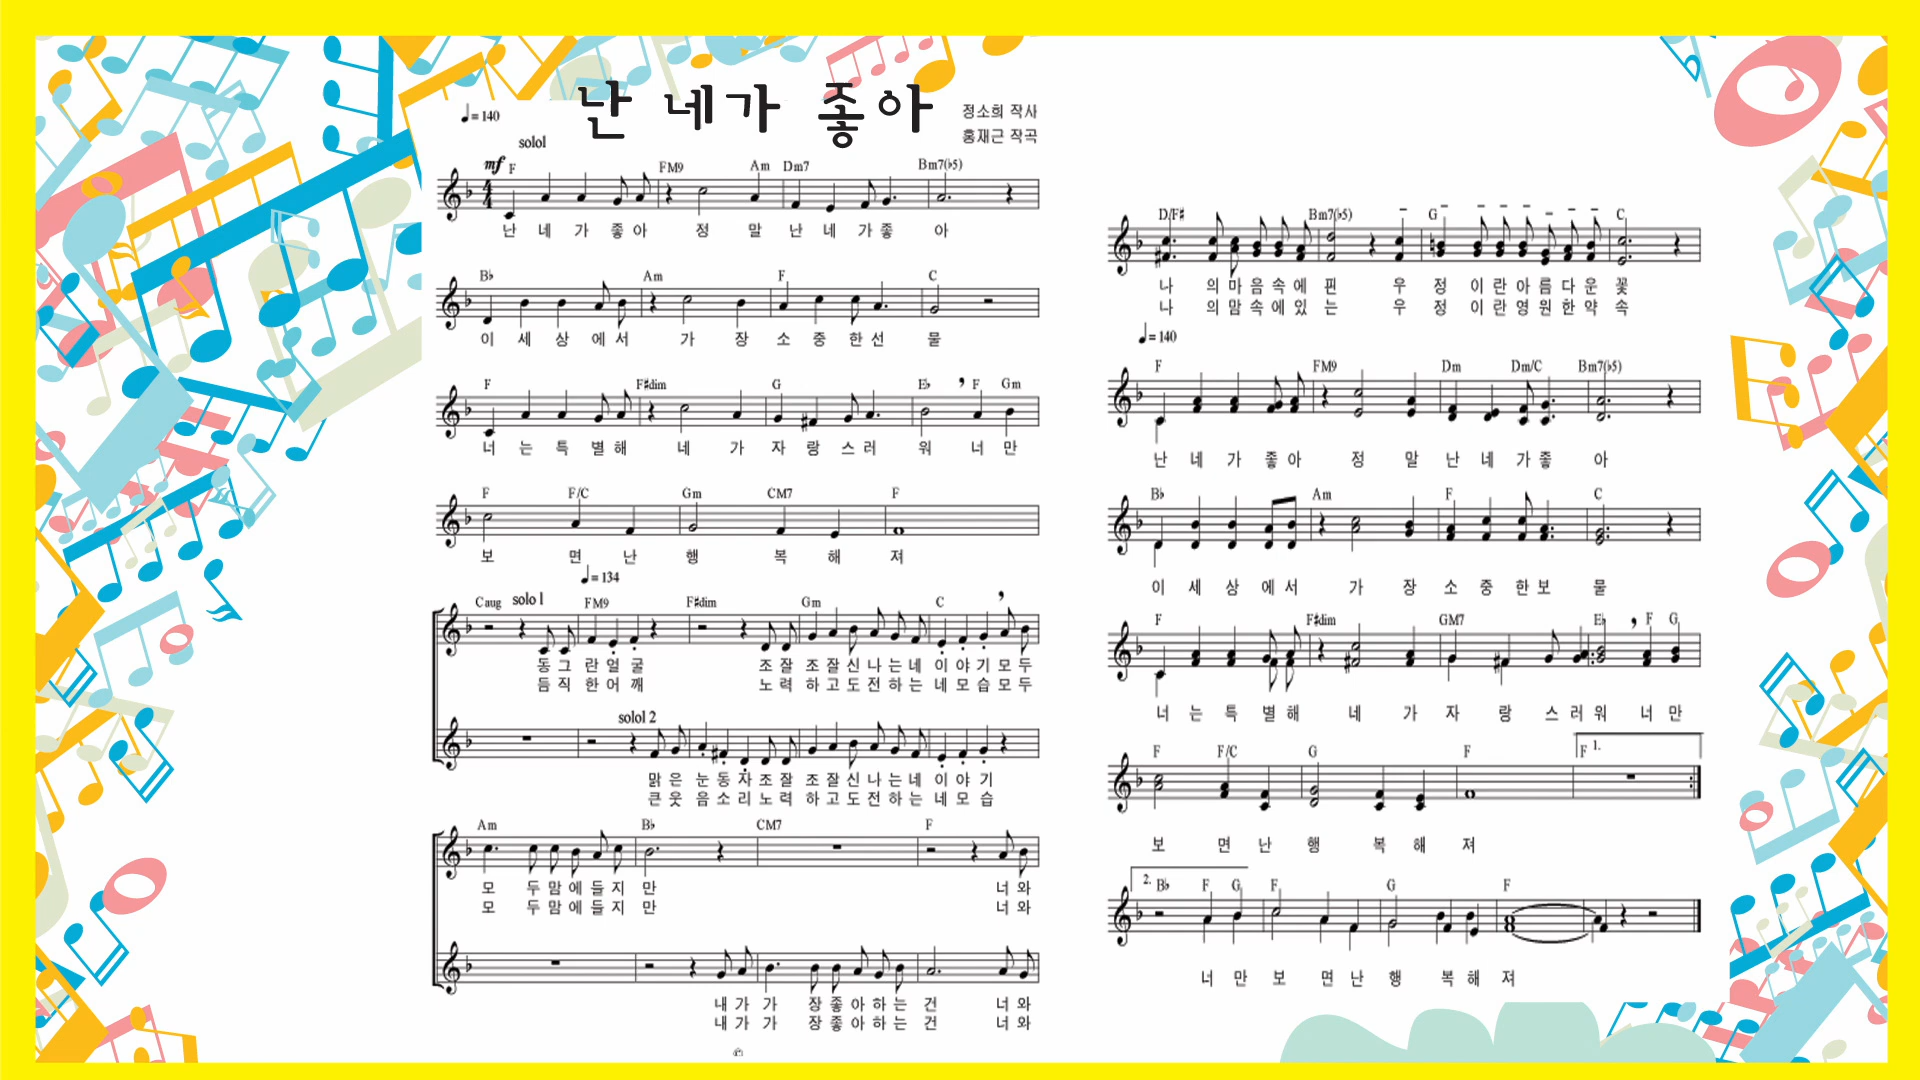 난 네가 좋아
정소희 작사
홍재근 작곡
♩= 140
solol
mf F FM9 Am Dm7 Bm7(♭5)
난 네 가 좋 아 정 말 난 네 가 좋 아
B♭ Am F C
이 세 상 에 서 가 장 소 중 한 선 물
F F♯dim G E♭ F Gm
너 는 특 별 해 네 가 자 랑 스 러 워 너 만
F F/C Gm CM7 F
보 면 난 행 복 해 져
♩= 134
Caug solo l FM9 F♯dim Gm C
동 그 란 얼 굴 조 잘 조 잘 신 나 는 네 이 야 기 모 두
듬 직 한 어 깨 노 력 하 고 도 전 하 는 네 모 습 모 두
solol 2
맑 은 눈 동 자 조 잘 조 잘 신 나 는 네 이 야 기
큰 웃 음 소 리 노 력 하 고 도 전 하 는 네 모 습
Am B♭ CM7 F
모 두 맘 에 들 지 만 너 와
모 두 맘 에 들 지 만 너 와
내 가 가 장 좋 아 하 는 건 너 와
내 가 가 장 좋 아 하 는 건 너 와
D/F♯ Bm7(♭5) G C
나 의 마 음 속 에 핀 우 정 이 란 아 름 다 운 꽃
나 의 맘 속 에 있 는 우 정 이 란 영 원 한 약 속
♩= 140
F FM9 Dm Dm/C Bm7(♭5)
난 네 가 좋 아 정 말 난 네 가 좋 아
B♭ Am F C
이 세 상 에 서 가 장 소 중 한 보 물
F F♯dim GM7 E♭ F G
너 는 특 별 해 네 가 자 랑 스 러 워 너 만
F F/C G F F 1.
보 면 난 행 복 해 져
2. B♭ F G F G F
너 만 보 면 난 행 복 해 져